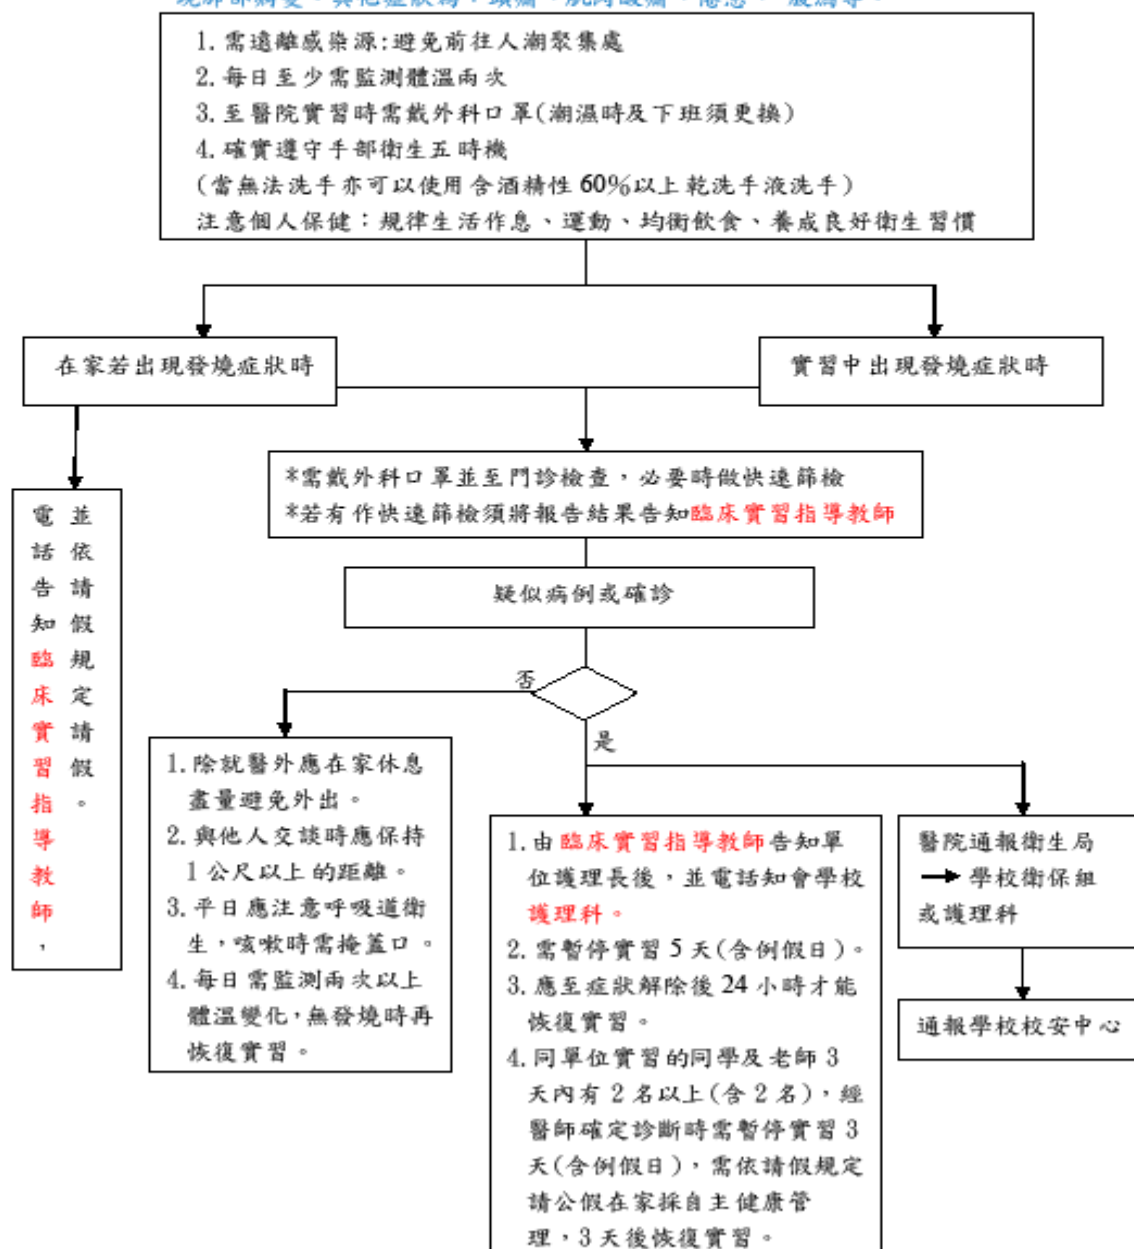 1. 需遠離感染源:避免前往人潮聚集處
2. 每日至少需監測體溫兩次
3. 至醫院實習時需戴外科口罩(潮濕時及下班須更換)
4. 確實遵守手部衛生五時機
(當無法洗手亦可以使用含酒精性 60%以上乾洗手液洗手)
注意個人保健：規律生活作息、運動、均衡飲食、養成良好衛生習慣
在家若出現發燒症狀時
實習中出現發燒症狀時
*需戴外科口罩並至門診檢查，必要時做快速篩檢
*若有作快速篩檢須將報告結果告知臨床實習指導教師
電話告知臨床實習指導教師，
並依請假規定請假。
疑似病例或確診
否
是
1. 除就醫外應在家休息
盡量避免外出。
2. 與他人交談時應保持
1 公尺以上的距離。
3. 平日應注意呼吸道衛
生，咳嗽時需掩蓋口。
4. 每日需監測兩次以上
體溫變化，無發燒時再
恢復實習。
1. 由臨床實習指導教師告知單
位護理長後，並電話知會學校
護理科。
2. 需暫停實習 5 天(含例假日)。
3. 應至症狀解除後 24 小時才能
恢復實習。
4. 同單位實習的同學及老師 3
天內有 2 名以上(含 2 名)，經
醫師確定診斷時需暫停實習 3
天(含例假日)，需依請假規定
請公假在家採自主健康管
理，3 天後恢復實習。
醫院通報衛生局
→ 學校衛保組
或護理科
通報學校校安中心